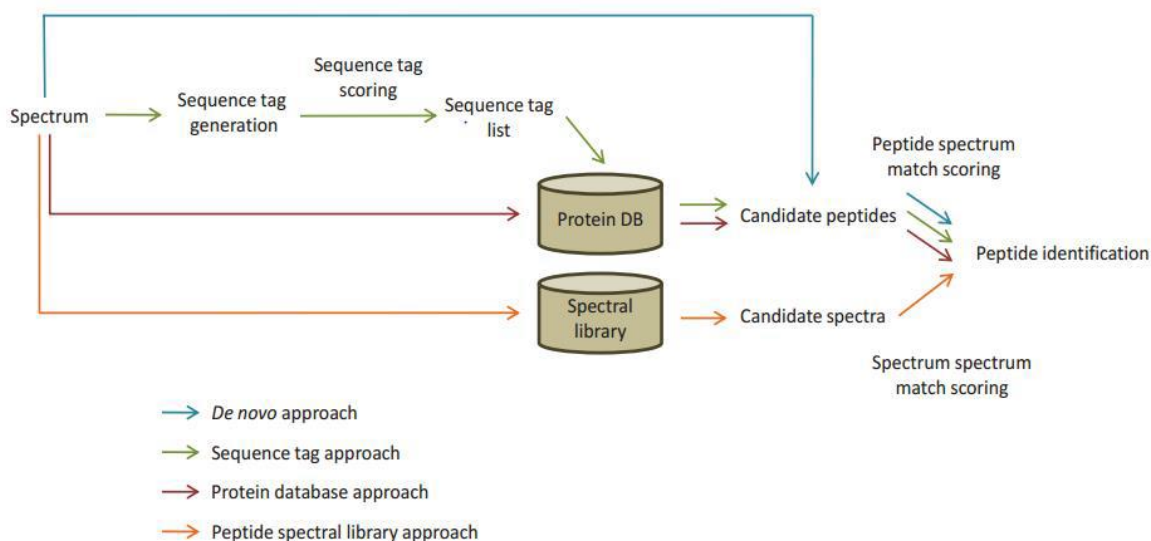 Sequence tag
scoring
Spectrum
Sequence tag
generation
Sequence tag
list
Peptide spectrum
match scoring
Protein DB
Candidate peptides
Peptide identification
Spectral
library
Candidate spectra
Spectrum spectrum
match scoring
De novo approach
Sequence tag approach
Protein database approach
Peptide spectral library approach